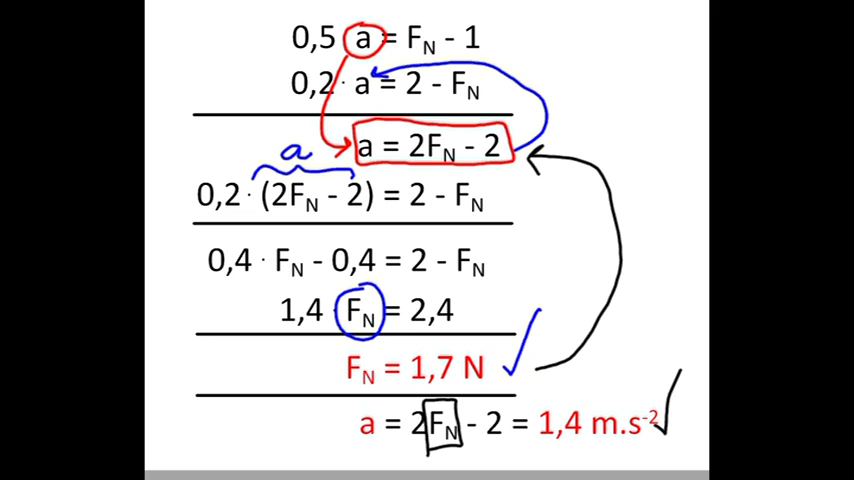 0,5 a = F_N - 1
0,2 · a = 2 - F_N
a = 2F_N - 2
a
0,2 · (2F_N - 2) = 2 - F_N
0,4 · F_N - 0,4 = 2 - F_N
1,4 F_N = 2,4
F_N = 1,7 N
a = 2F_N - 2 = 1,4 m.s⁻²